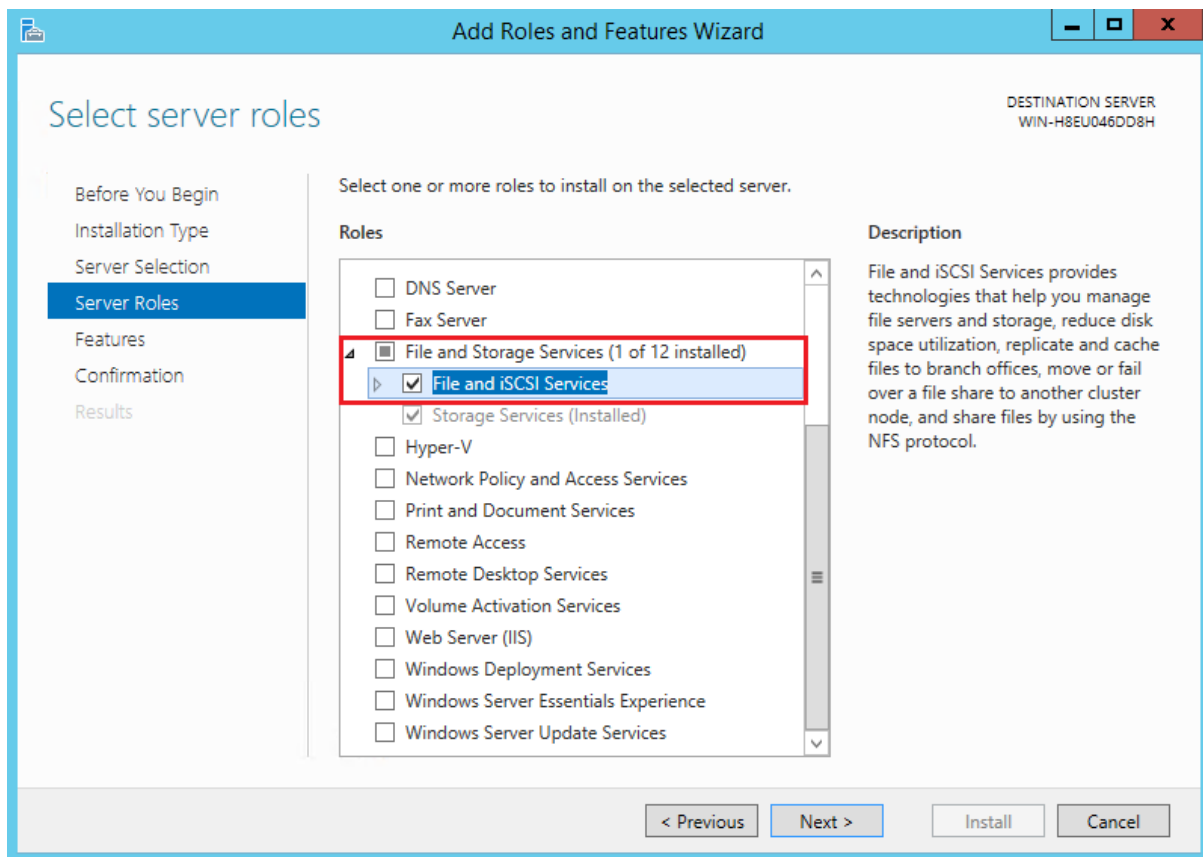 Add Roles and Features Wizard
Select server roles
DESTINATION SERVER
WIN-H8EU046DD8H
Before You Begin
Installation Type
Server Selection
Server Roles
Features
Confirmation
Results
Select one or more roles to install on the selected server.
Roles
DNS Server
Fax Server
File and Storage Services (1 of 12 installed)
File and iSCSI Services
Storage Services (Installed)
Hyper-V
Network Policy and Access Services
Print and Document Services
Remote Access
Remote Desktop Services
Volume Activation Services
Web Server (IIS)
Windows Deployment Services
Windows Server Essentials Experience
Windows Server Update Services
Description
File and iSCSI Services provides
technologies that help you manage
file servers and storage, reduce disk
space utilization, replicate and cache
files to branch offices, move or fail
over a file share to another cluster
node, and share files by using the
NFS protocol.
< Previous
Next >
Install
Cancel